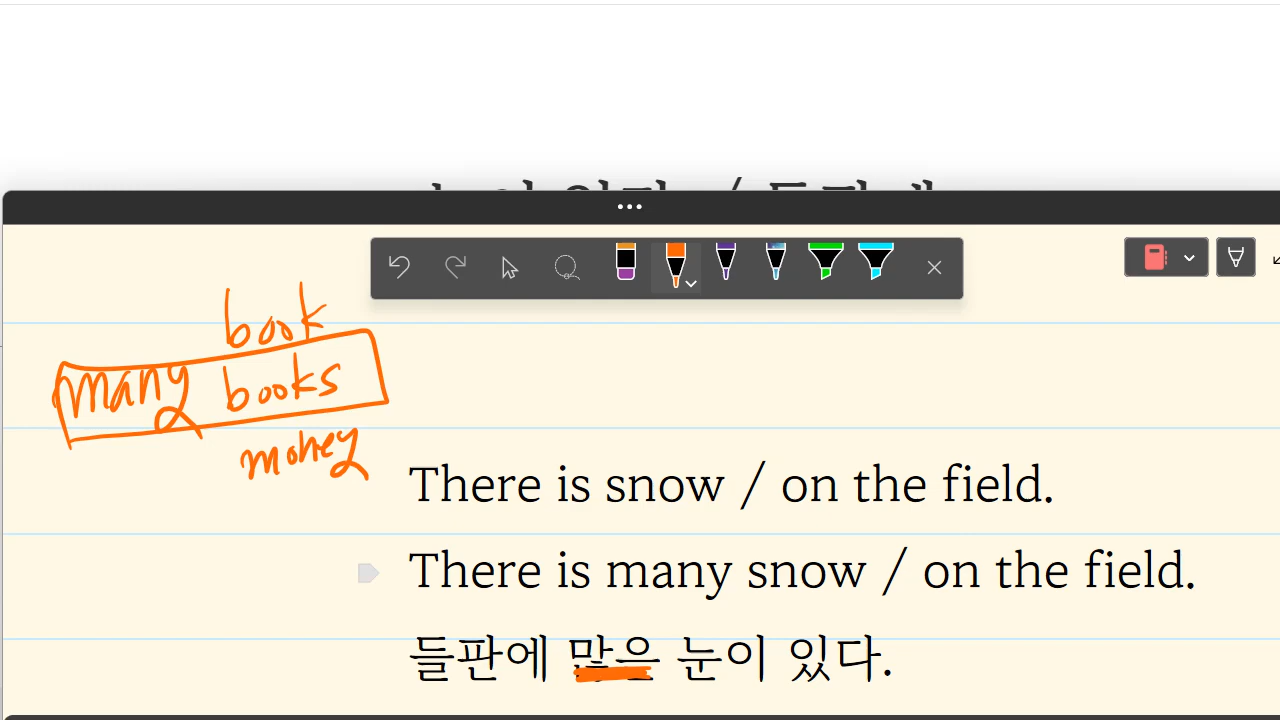 book
many books
money
There is snow / on the field.
There is many snow / on the field.
들판에 많은 눈이 있다.